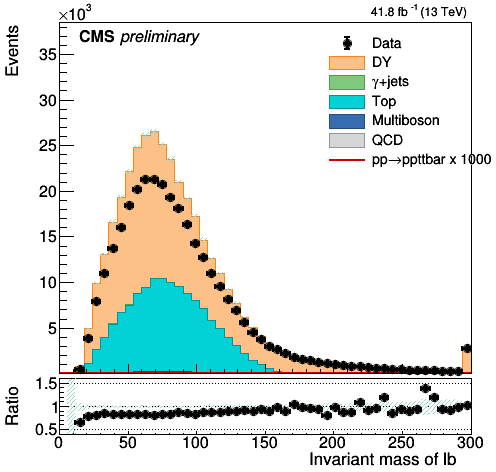 ×10³
41.8 fb⁻¹ (13 TeV)
CMS preliminary
Events
35
30
25
20
15
10
5
0
Data
DY
γ+jets
Top
Multiboson
QCD
pp→ppttbar x 1000
Ratio
1.5
1
0.5
0 50 100 150 200 250 300
Invariant mass of lb